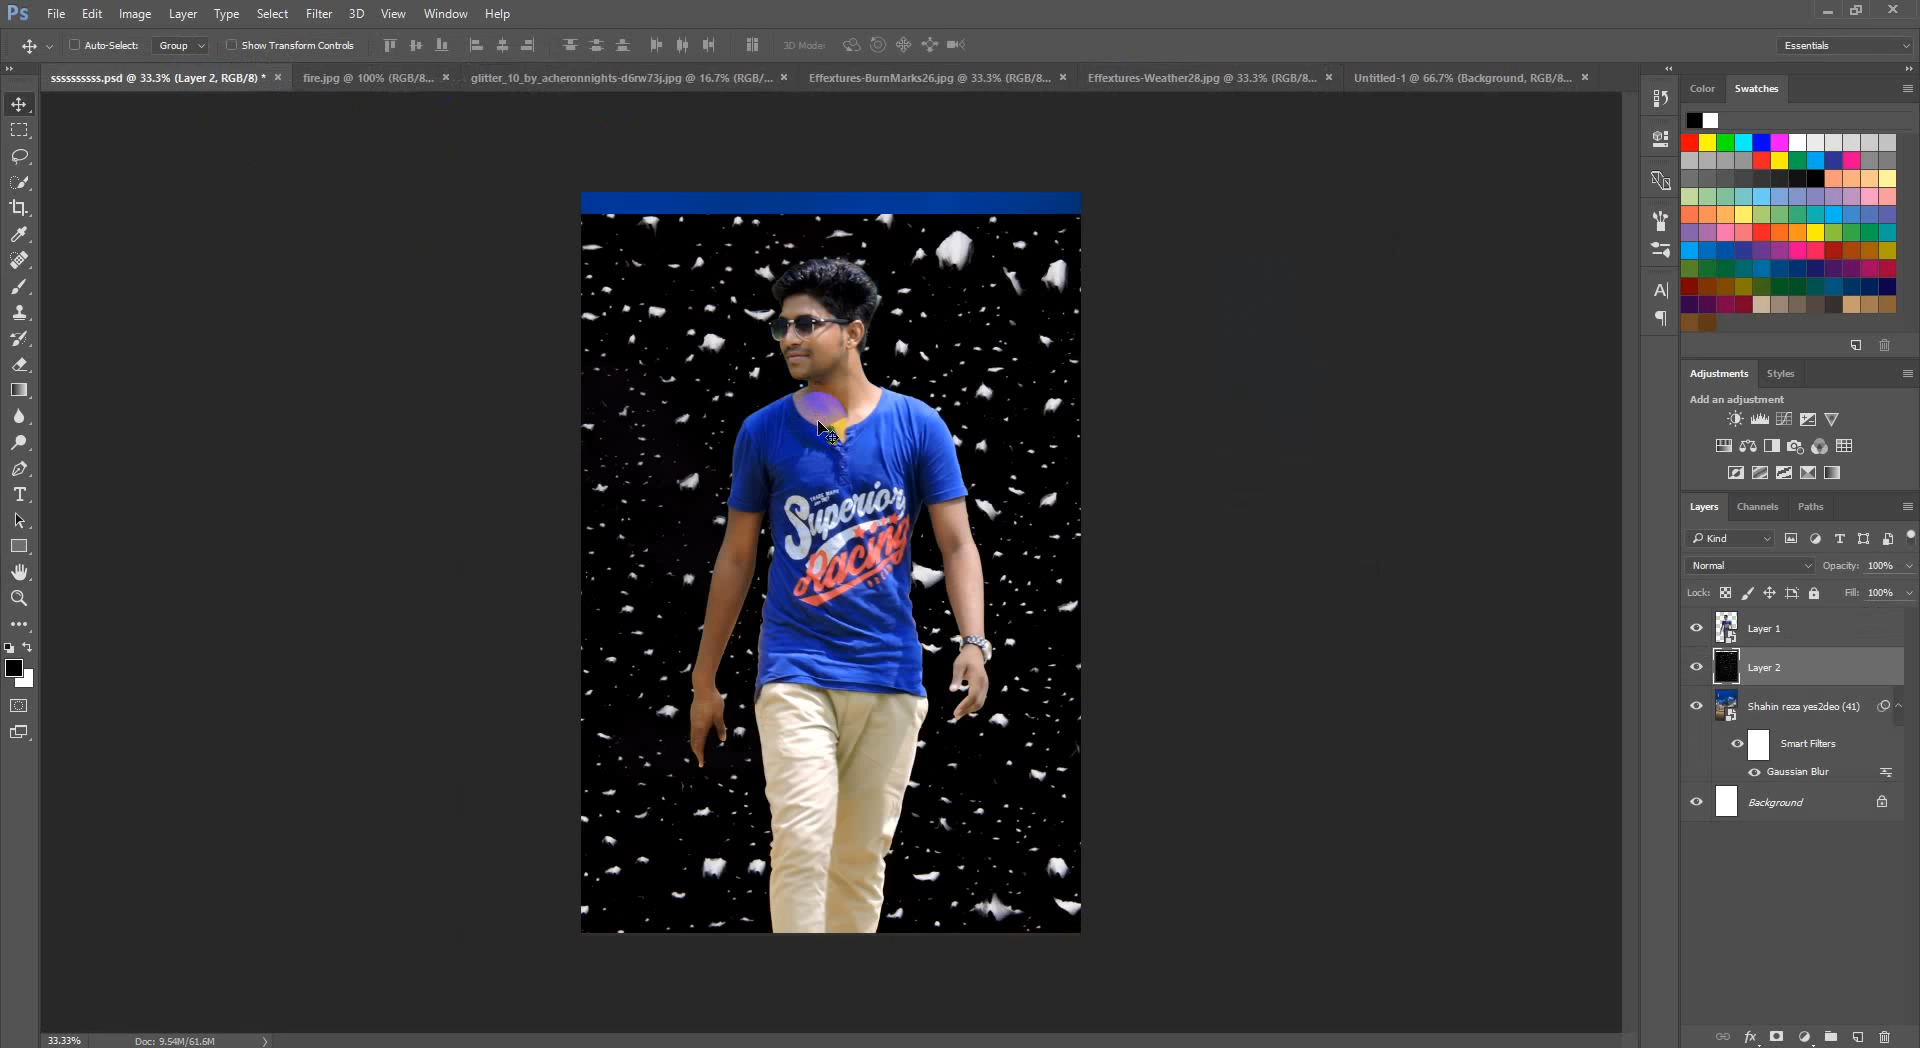 Ps File Edit Image Layer Type Select Filter 3D View Window Help
Auto-Select: Group Show Transform Controls 3D Mode: Essentials
ssssssssss.psd @ 33.3% (Layer 2, RGB/8) * × fire.jpg @ 100% (RGB/8... × glitter_10_by_acheronnights-d6rw73j.jpg @ 16.7% (RGB/... × Effextures-BurnMarks26.jpg @ 33.3% (RGB/8... × Effextures-Weather28.jpg @ 33.3% (RGB/8... × Untitled-1 @ 66.7% (Background, RGB/8... ×
Color Swatches
Adjustments Styles
Add an adjustment
Layers Channels Paths
Kind
Normal Opacity: 100%
Lock: Fill: 100%
Layer 1
Layer 2
Shahin reza yes2deo (41)
Smart Filters
Gaussian Blur
Background
TRADE MARK
Superior
Racing
33.33% Doc: 9.54M/61.6M